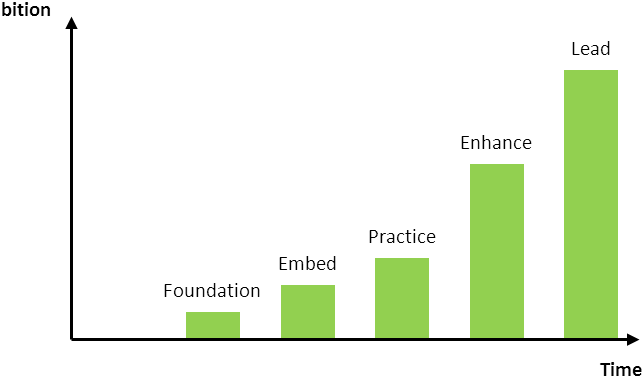 bition
Lead
Enhance
Practice
Embed
Foundation
Time